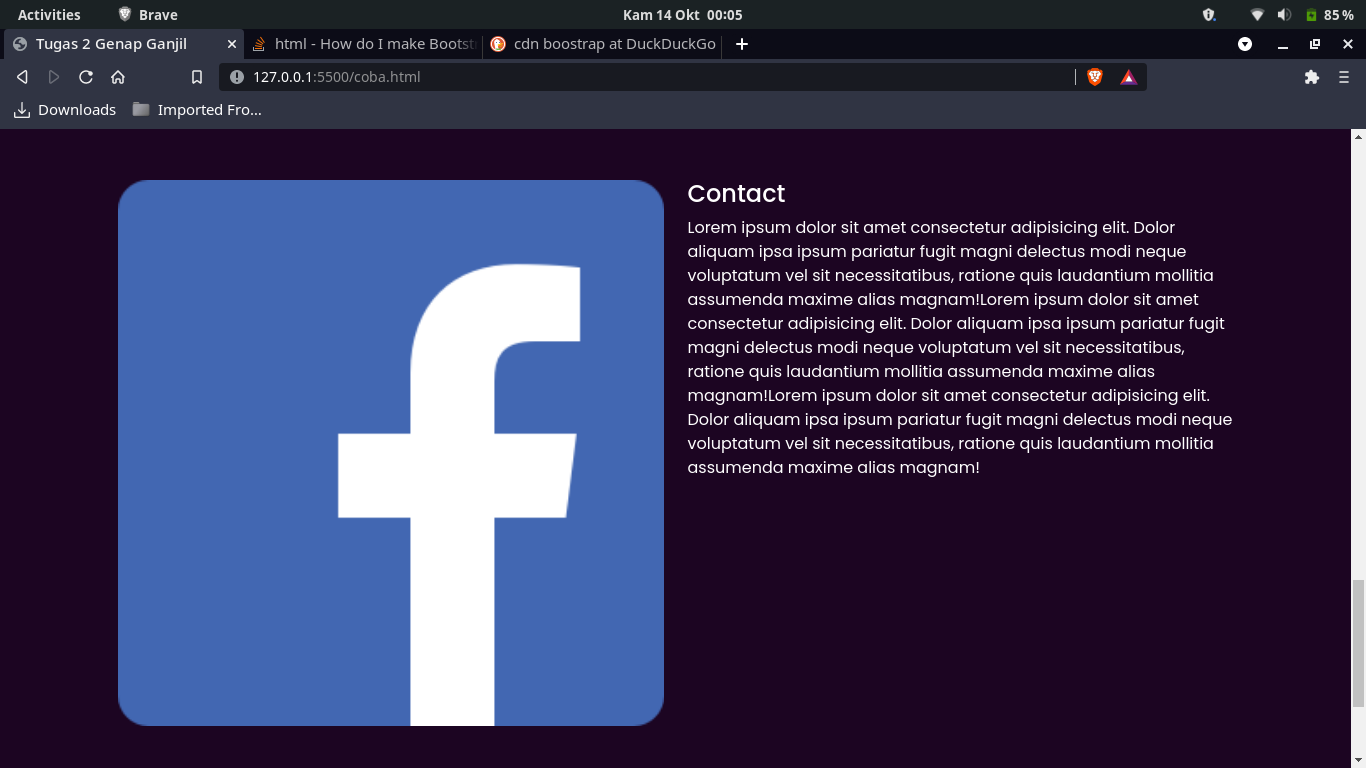 Activities Brave Kam 14 Okt 00:05 85 %
Tugas 2 Genap Ganjil html - How do I make Bootst cdn boostrap at DuckDuckGo
127.0.0.1:5500/coba.html
Downloads Imported Fro...
Contact
Lorem ipsum dolor sit amet consectetur adipisicing elit. Dolor
aliquam ipsa ipsum pariatur fugit magni delectus modi neque
voluptatum vel sit necessitatibus, ratione quis laudantium mollitia
assumenda maxime alias magnam!Lorem ipsum dolor sit amet
consectetur adipisicing elit. Dolor aliquam ipsa ipsum pariatur fugit
magni delectus modi neque voluptatum vel sit necessitatibus,
ratione quis laudantium mollitia assumenda maxime alias
magnam!Lorem ipsum dolor sit amet consectetur adipisicing elit.
Dolor aliquam ipsa ipsum pariatur fugit magni delectus modi neque
voluptatum vel sit necessitatibus, ratione quis laudantium mollitia
assumenda maxime alias magnam!
f